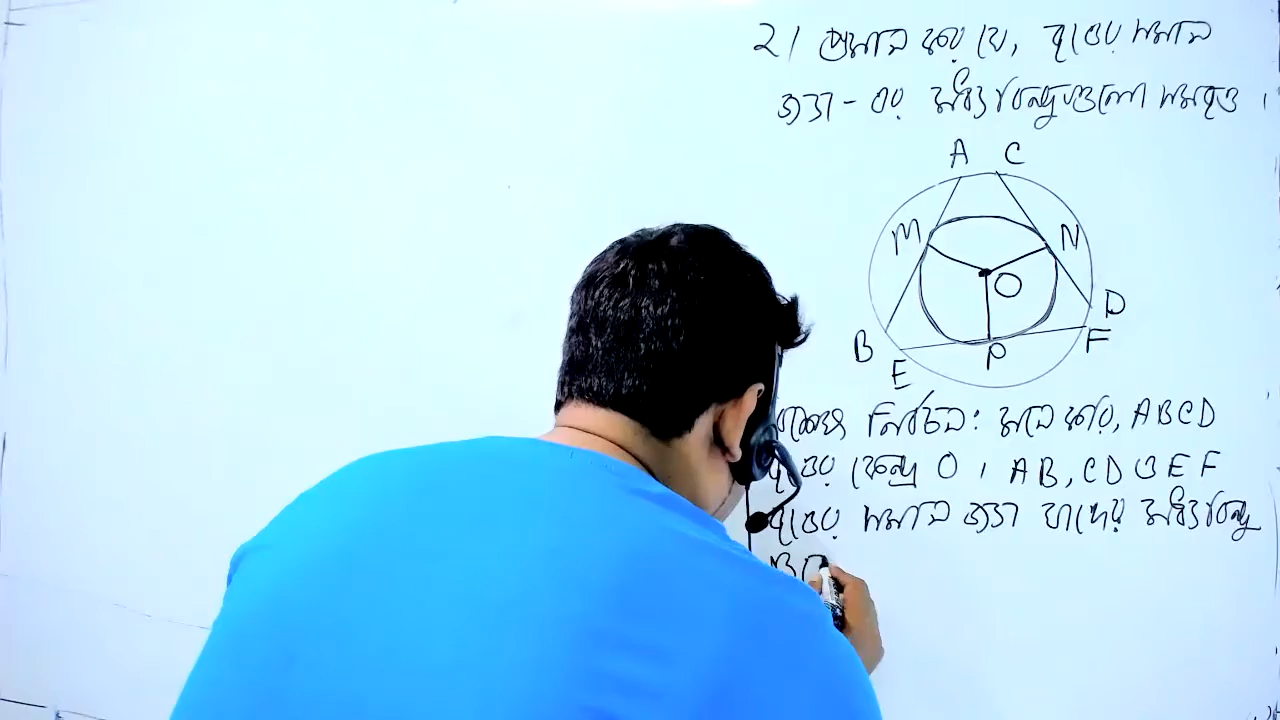 ২। প্রমাণ কর যে, বৃত্তের সমান
জ্যা - এর মধ্যবিন্দুগুলো সমবৃত্ত ।
A C
M N
O
D
B P F
E
বিশেষ নির্বচন: মনে করি, ABCD
বৃত্তের কেন্দ্র O । AB, CD ও EF
বৃত্তের সমান জ্যা যাদের মধ্যবিন্দু